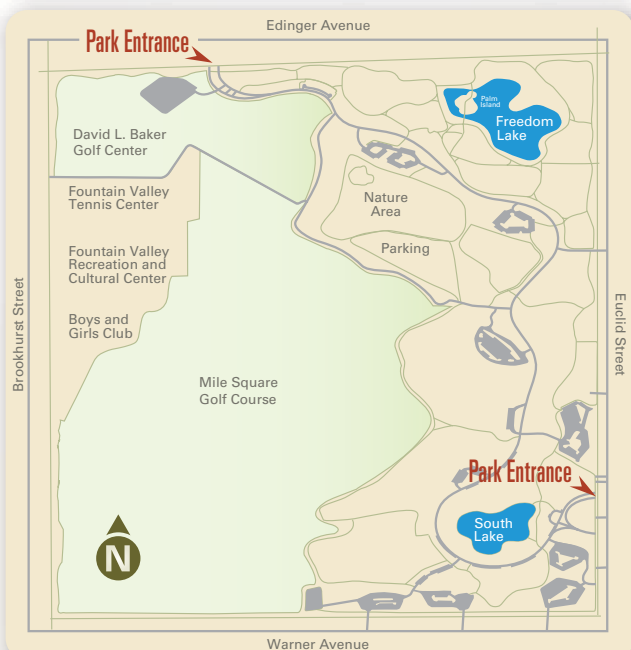 Edinger Avenue
Park Entrance
Palm
Island
Freedom
Lake
David L. Baker
Golf Center
Fountain Valley
Tennis Center
Nature
Area
Parking
Fountain Valley
Recreation and
Cultural Center
Boys and
Girls Club
Brookhurst Street
Euclid Street
Mile Square
Golf Course
Park Entrance
South
Lake
N
Warner Avenue